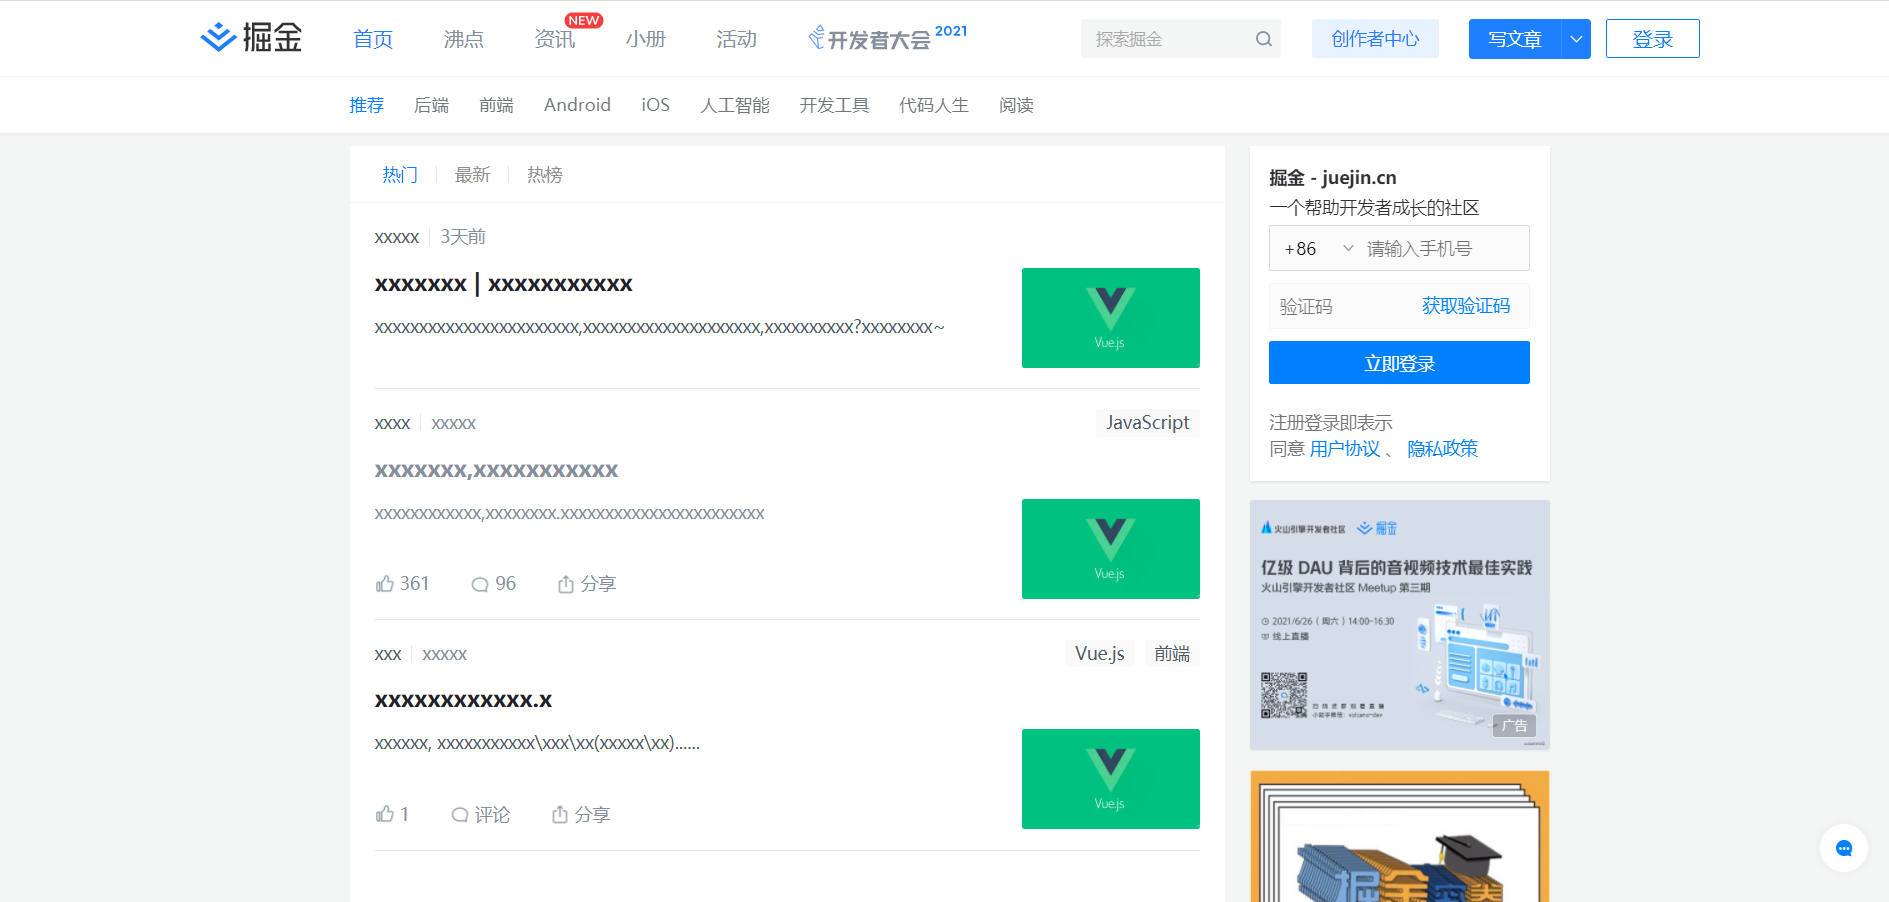 掘金 首页 沸点 资讯 NEW 小册 活动 开发者大会 2021 探索掘金 创作者中心 写文章 登录
推荐 后端 前端 Android iOS 人工智能 开发工具 代码人生 阅读
热门 最新 热榜
xxxxx 3天前
xxxxxxx | xxxxxxxxxxx
xxxxxxxxxxxxxxxxxxxxxxx,xxxxxxxxxxxxxxxxxxxx,xxxxxxxxxx?xxxxxxxx~
Vue.js
xxxx xxxxx JavaScript
xxxxxxx,xxxxxxxxxxx
xxxxxxxxxxxx,xxxxxxxx.xxxxxxxxxxxxxxxxxxxxxxx
Vue.js
361 96 分享
xxx xxxxx Vue.js 前端
xxxxxxxxxxxx.x
xxxxxx, xxxxxxxxxxx\xxx\xx(xxxxx\xx)......
Vue.js
1 评论 分享
掘金 - juejin.cn
一个帮助开发者成长的社区
+86 请输入手机号
验证码 获取验证码
立即登录
注册登录即表示
同意 用户协议 、 隐私政策
火山引擎开发者社区 掘金
亿级 DAU 背后的音视频技术最佳实践
火山引擎开发者社区 Meetup 第三期
2021/6/26 ( 周六 ) 14:00-16:30
线上直播
小助手微信: volcano-dev
广告
掘金